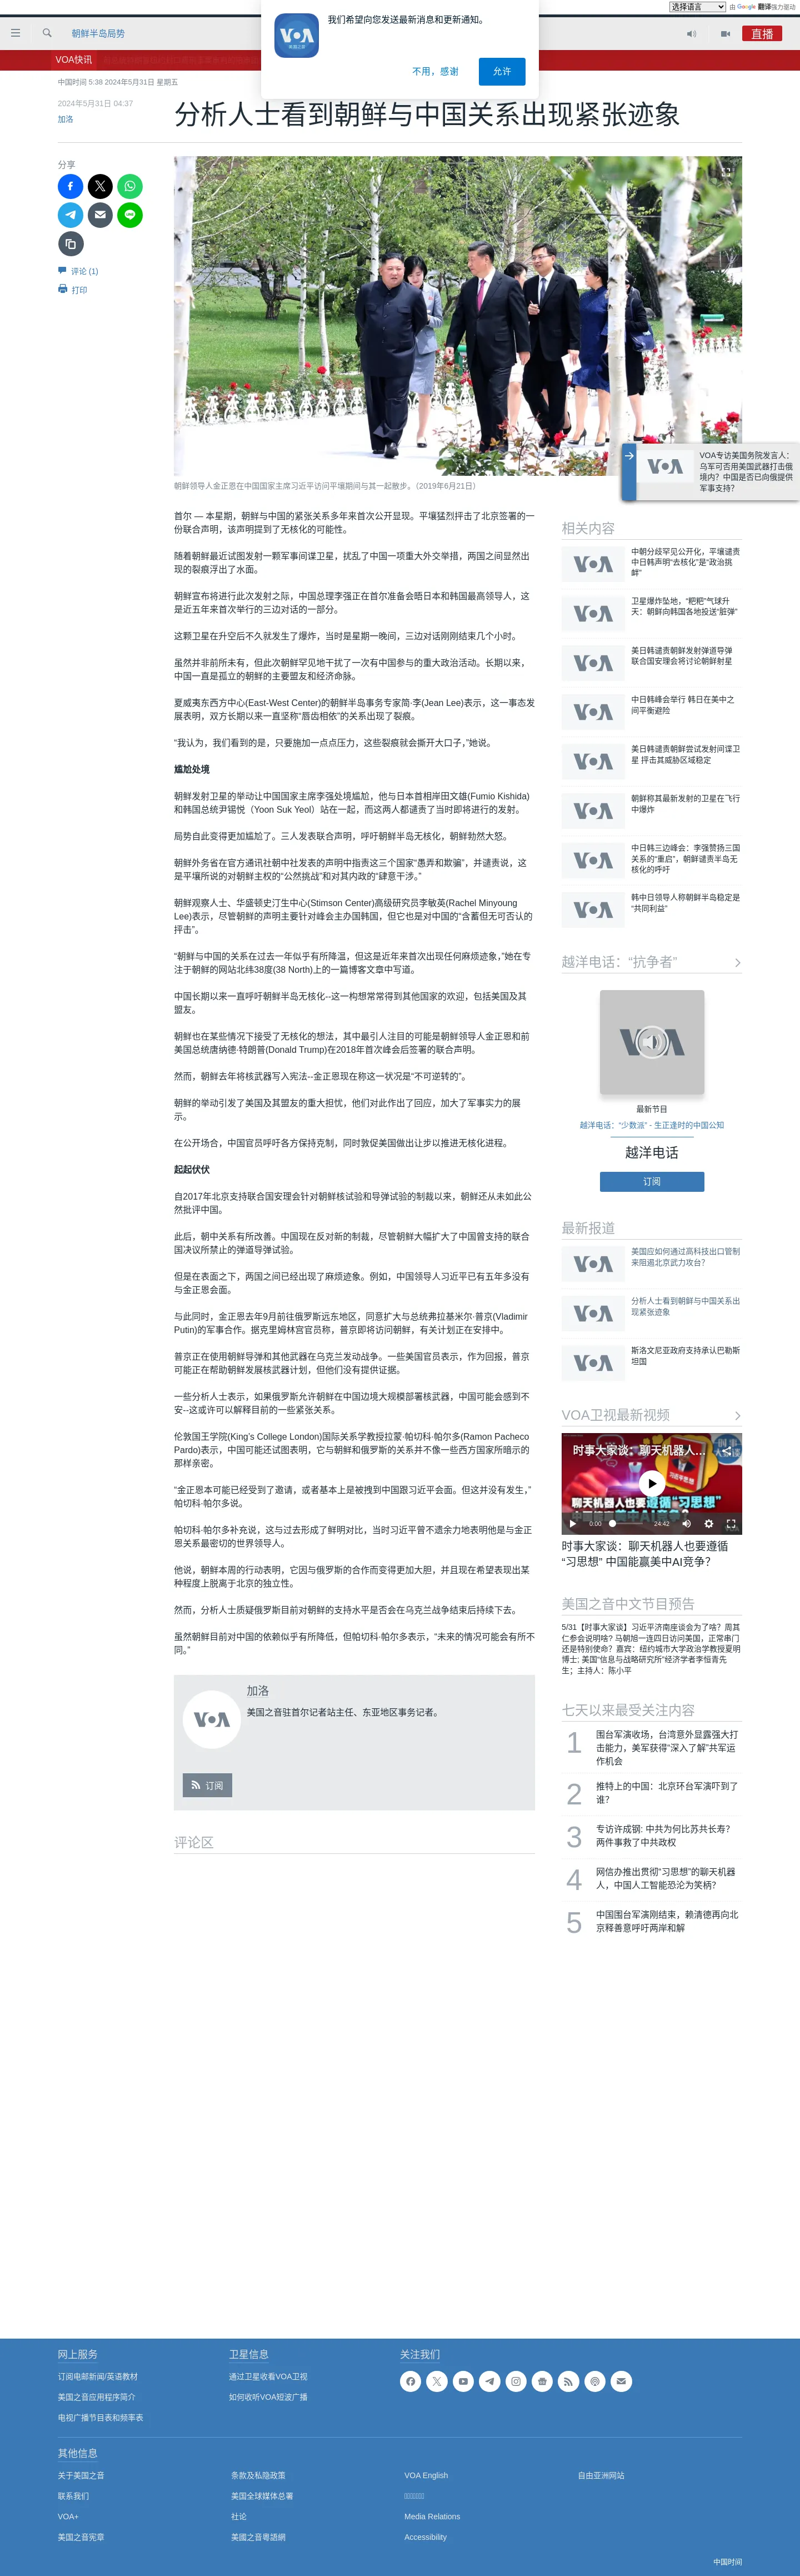 选择语言
由 Google 翻译强力驱动
我们希望向您发送最新消息和更新通知。
不用，感谢
允许
朝鲜半岛局势
直播
VOA快讯
中国时间 5:38 2024年5月31日 星期五
2024年5月31日 04:37
加洛
分析人士看到朝鲜与中国关系出现紧张迹象
分享
评论 (1)
打印
朝鲜领导人金正恩在中国国家主席习近平访问平壤期间与其一起散步。（2019年6月21日）
VOA专访美国务院发言人：
乌军可否用美国武器打击俄
境内？中国是否已向俄提供
军事支持？
首尔 — 本星期，朝鲜与中国的紧张关系多年来首次公开显现。平壤猛烈抨击了北京签署的一
份联合声明，该声明提到了无核化的可能性。
随着朝鲜最近试图发射一颗军事间谍卫星，扰乱了中国一项重大外交举措，两国之间显然出
现的裂痕浮出了水面。
朝鲜宣布将进行此次发射之际，中国总理李强正在首尔准备会晤日本和韩国最高领导人，这
是近五年来首次举行的三边对话的一部分。
这颗卫星在升空后不久就发生了爆炸，当时是星期一晚间，三边对话刚刚结束几个小时。
虽然并非前所未有，但此次朝鲜罕见地干扰了一次有中国参与的重大政治活动。长期以来，
中国一直是孤立的朝鲜的主要盟友和经济命脉。
夏威夷东西方中心(East-West Center)的朝鲜半岛事务专家简·李(Jean Lee)表示，这一事态发
展表明，双方长期以来一直坚称“唇齿相依”的关系出现了裂痕。
“我认为，我们看到的是，只要施加一点点压力，这些裂痕就会撕开大口子，”她说。
尴尬处境
朝鲜发射卫星的举动让中国国家主席李强处境尴尬，他与日本首相岸田文雄(Fumio Kishida)
和韩国总统尹锡悦（Yoon Suk Yeol）站在一起，而这两人都谴责了当时即将进行的发射。
局势自此变得更加尴尬了。三人发表联合声明，呼吁朝鲜半岛无核化，朝鲜勃然大怒。
朝鲜外务省在官方通讯社朝中社发表的声明中指责这三个国家“愚弄和欺骗”，并谴责说，这
是平壤所说的对朝鲜主权的“公然挑战”和对其内政的“肆意干涉。”
朝鲜观察人士、华盛顿史汀生中心(Stimson Center)高级研究员李敏英(Rachel Minyoung
Lee)表示，尽管朝鲜的声明主要针对峰会主办国韩国，但它也是对中国的“含蓄但无可否认的
抨击”。
“朝鲜与中国的关系在过去一年似乎有所降温，但这是近年来首次出现任何麻烦迹象，”她在专
注于朝鲜的网站北纬38度(38 North)上的一篇博客文章中写道。
中国长期以来一直呼吁朝鲜半岛无核化--这一构想常常得到其他国家的欢迎，包括美国及其
盟友。
朝鲜也在某些情况下接受了无核化的想法，其中最引人注目的可能是朝鲜领导人金正恩和前
美国总统唐纳德·特朗普(Donald Trump)在2018年首次峰会后签署的联合声明。
然而，朝鲜去年将核武器写入宪法--金正恩现在称这一状况是“不可逆转的”。
朝鲜的举动引发了美国及其盟友的重大担忧，他们对此作出了回应，加大了军事实力的展
示。
在公开场合，中国官员呼吁各方保持克制，同时敦促美国做出让步以推进无核化进程。
起起伏伏
自2017年北京支持联合国安理会针对朝鲜核试验和导弹试验的制裁以来，朝鲜还从未如此公
然批评中国。
此后，朝中关系有所改善。中国现在反对新的制裁，尽管朝鲜大幅扩大了中国曾支持的联合
国决议所禁止的弹道导弹试验。
但是在表面之下，两国之间已经出现了麻烦迹象。例如，中国领导人习近平已有五年多没有
与金正恩会面。
与此同时，金正恩去年9月前往俄罗斯远东地区，同意扩大与总统弗拉基米尔·普京(Vladimir
Putin)的军事合作。据克里姆林宫官员称，普京即将访问朝鲜，有关计划正在安排中。
普京正在使用朝鲜导弹和其他武器在乌克兰发动战争。一些美国官员表示，作为回报，普京
可能正在帮助朝鲜发展核武器计划，但他们没有提供证据。
一些分析人士表示，如果俄罗斯允许朝鲜在中国边境大规模部署核武器，中国可能会感到不
安--这或许可以解释目前的一些紧张关系。
伦敦国王学院(King's College London)国际关系学教授拉蒙·帕切科·帕尔多(Ramon Pacheco
Pardo)表示，中国可能还试图表明，它与朝鲜和俄罗斯的关系并不像一些西方国家所暗示的
那样亲密。
“金正恩本可能已经受到了邀请，或者基本上是被拽到中国跟习近平会面。但这并没有发生，”
帕切科·帕尔多说。
帕切科·帕尔多补充说，这与过去形成了鲜明对比，当时习近平曾不遗余力地表明他是与金正
恩关系最密切的世界领导人。
他说，朝鲜本周的行动表明，它因与俄罗斯的合作而变得更加大胆，并且现在希望表现出某
种程度上脱离于北京的独立性。
然而，分析人士质疑俄罗斯目前对朝鲜的支持水平是否会在乌克兰战争结束后持续下去。
虽然朝鲜目前对中国的依赖似乎有所降低，但帕切科·帕尔多表示，“未来的情况可能会有所不
同。”
加洛
美国之音驻首尔记者站主任、东亚地区事务记者。
订阅
评论区
相关内容
中朝分歧罕见公开化，平壤谴责
中日韩声明“去核化”是“政治挑
衅”
卫星爆炸坠地，“粑粑”气球升
天：朝鲜向韩国各地投送“脏弹”
美日韩谴责朝鲜发射弹道导弹
联合国安理会将讨论朝鲜射星
中日韩峰会举行 韩日在美中之
间平衡避险
美日韩谴责朝鲜尝试发射间谍卫
星 抨击其威胁区域稳定
朝鲜称其最新发射的卫星在飞行
中爆炸
中日韩三边峰会：李强赞扬三国
关系的“重启”，朝鲜谴责半岛无
核化的呼吁
韩中日领导人称朝鲜半岛稳定是
“共同利益”
越洋电话：“抗争者”
最新节目
越洋电话：“少数派” - 生正逢时的中国公知
越洋电话
订阅
最新报道
美国应如何通过高科技出口管制
来阻遏北京武力攻台？
分析人士看到朝鲜与中国关系出
现紧张迹象
斯洛文尼亚政府支持承认巴勒斯
坦国
VOA卫视最新视频
时事大家谈：聊天机器人...
聊天机器人也要遵循“习思想”
0:00
24:42
时事大家谈：聊天机器人也要遵循
“习思想” 中国能赢美中AI竞争？
美国之音中文节目预告
5/31【时事大家谈】习近平济南座谈会为了啥？周其
仁参会说明啥？马朝旭一连四日访问美国，正常串门
还是特别使命？嘉宾：纽约城市大学政治学教授夏明
博士; 美国“信息与战略研究所”经济学者李恒青先
生；主持人：陈小平
七天以来最受关注内容
1
围台军演收场，台湾意外显露强大打
击能力，美军获得“深入了解”共军运
作机会
2
推特上的中国：北京环台军演吓到了
谁？
3
专访许成钢: 中共为何比苏共长寿？
两件事救了中共政权
4
网信办推出贯彻“习思想”的聊天机器
人，中国人工智能恐沦为笑柄？
5
中国围台军演刚结束，赖清德再向北
京释善意呼吁两岸和解
网上服务
订阅电邮新闻/英语教材
美国之音应用程序简介
电视广播节目表和频率表
卫星信息
通过卫星收看VOA卫视
如何收听VOA短波广播
关注我们
其他信息
关于美国之音
联系我们
VOA+
美国之音宪章
条款及私隐政策
美国全球媒体总署
社论
美國之音粵語網
VOA English
Media Relations
Accessibility
自由亚洲网站
中国时间